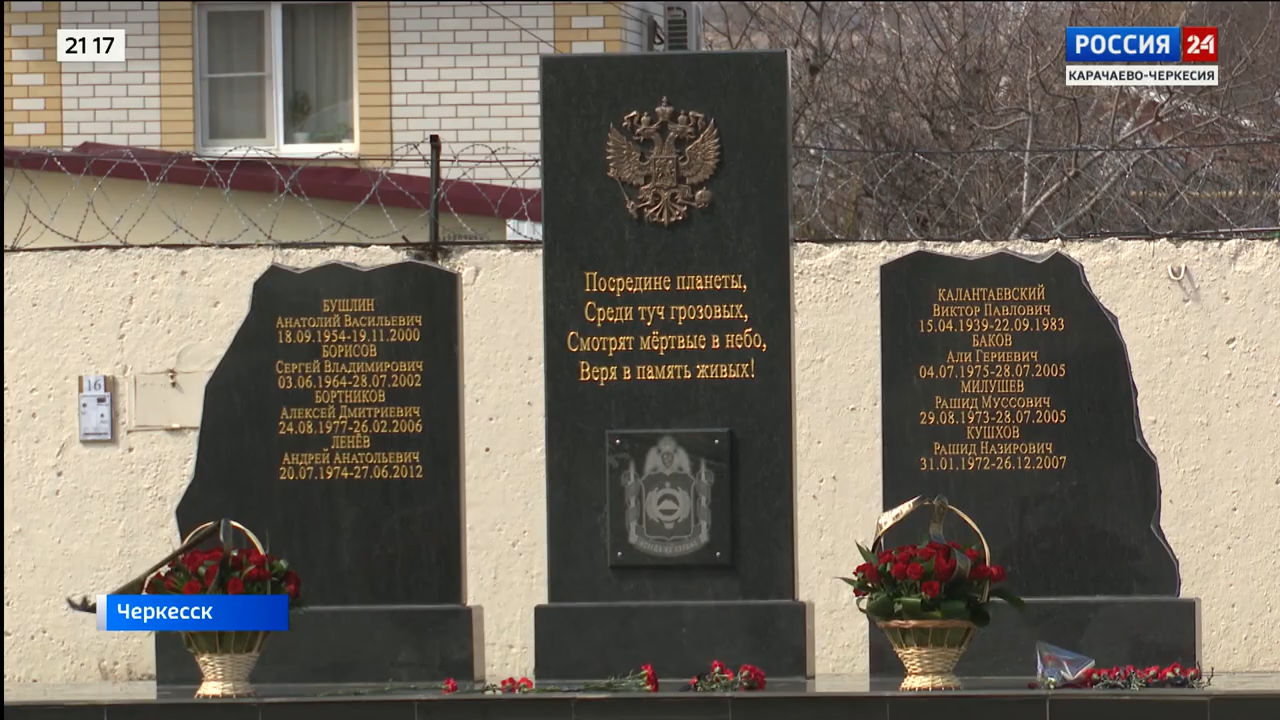 21 17
РОССИЯ 24
КАРАЧАЕВО-ЧЕРКЕСИЯ
Посредине планеты,
Среди туч грозовых,
Смотрят мёртвые в небо,
Веря в память живых!
БУШЛИН
Анатолий Васильевич
18.09.1954-19.11.2000
БОРИСОВ
Сергей Владимирович
03.06.1964-28.07.2002
БОРТНИКОВ
Алексей Дмитриевич
24.08.1977-26.02.2006
ЛЕНЁВ
Андрей Анатольевич
20.07.1974-27.06.2012
КАЛАНТАЕВСКИЙ
Виктор Павлович
15.04.1939-22.09.1983
БАКОВ
Али Гериевич
04.07.1975-28.07.2005
МИЛУШЕВ
Рашид Муссович
29.08.1973-28.07.2005
КУШХОВ
Рашид Назирович
31.01.1972-26.12.2007
16
Черкесск